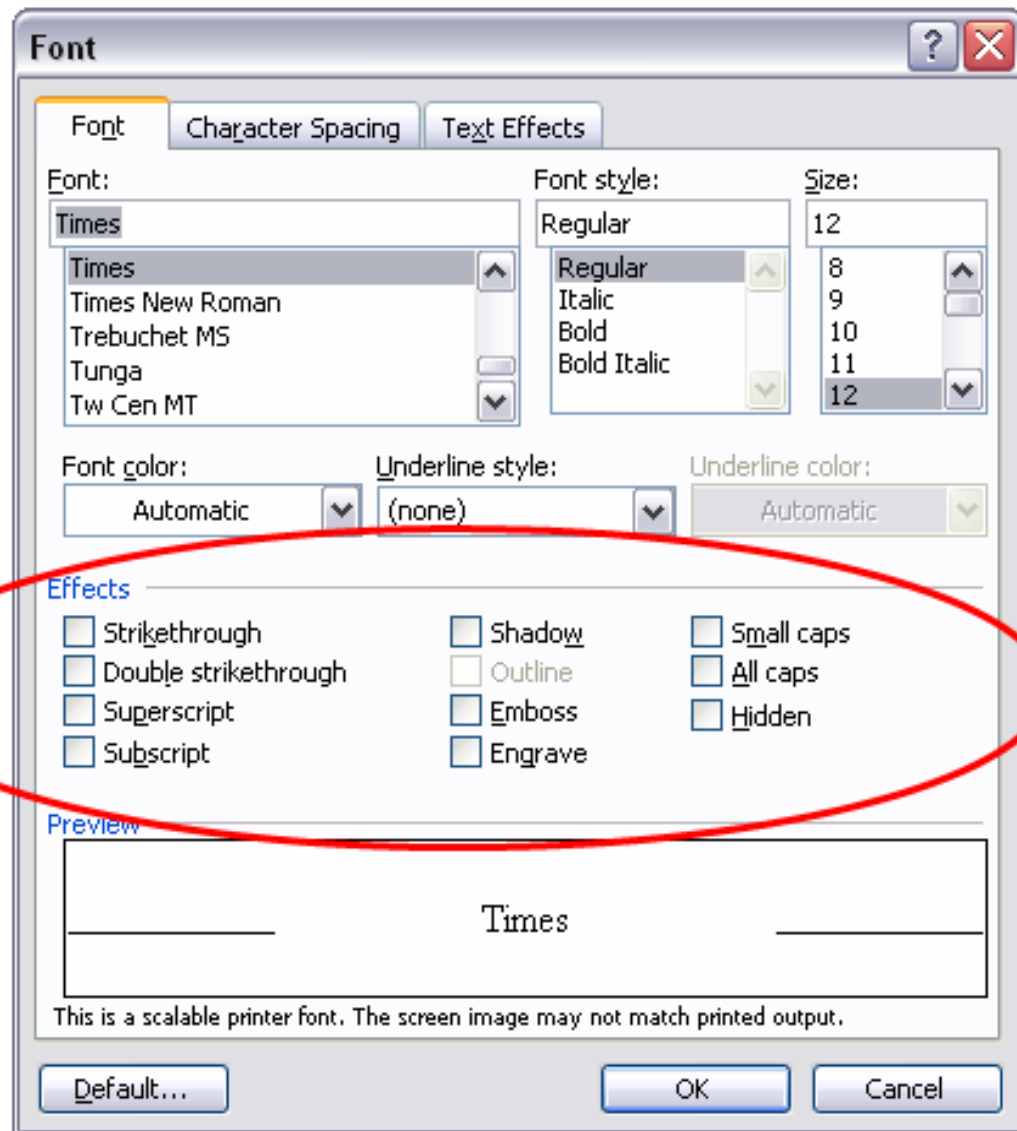 Font
Font Character Spacing Text Effects
Font: Font style: Size:
Times Regular 12
Times Regular 8
Times New Roman Italic 9
Trebuchet MS Bold 10
Tunga Bold Italic 11
Tw Cen MT 12
Font color: Underline style: Underline color:
Automatic (none) Automatic
Effects
Strikethrough Shadow Small caps
Double strikethrough Outline All caps
Superscript Emboss Hidden
Subscript Engrave
Preview
Times
This is a scalable printer font. The screen image may not match printed output.
Default... OK Cancel